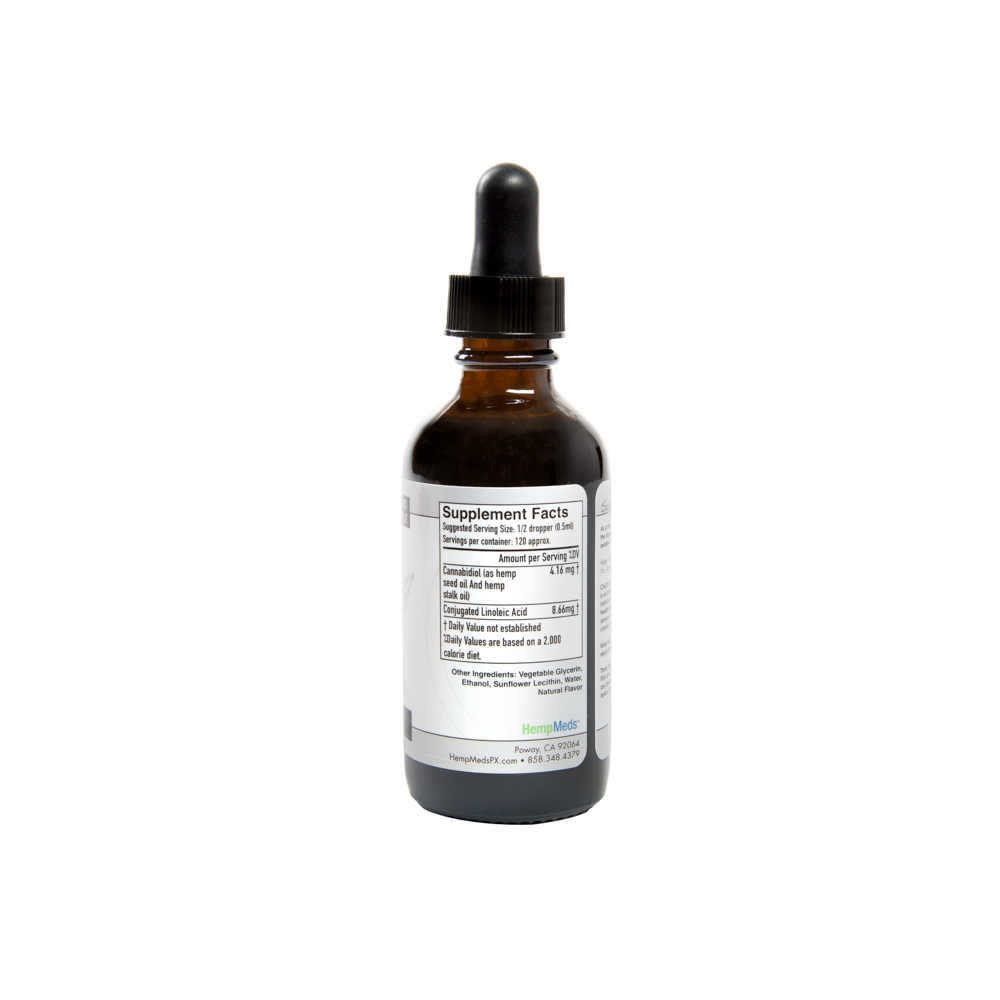 Supplement Facts
Suggested Serving Size: 1/2 dropper (0.5ml)
Servings per container: 120 approx.
Amount per Serving %DV
Cannabidiol (as hemp 4.16 mg †
seed oil And hemp
stalk oil)
Conjugated Linoleic Acid 8.66mg †
† Daily Value not established
%Daily Values are based on a 2,000
calorie diet.
Other Ingredients: Vegetable Glycerin,
Ethanol, Sunflower Lecithin, Water,
Natural Flavor
HempMeds
Poway, CA 92064
HempMedsPX.com • 858.348.4379